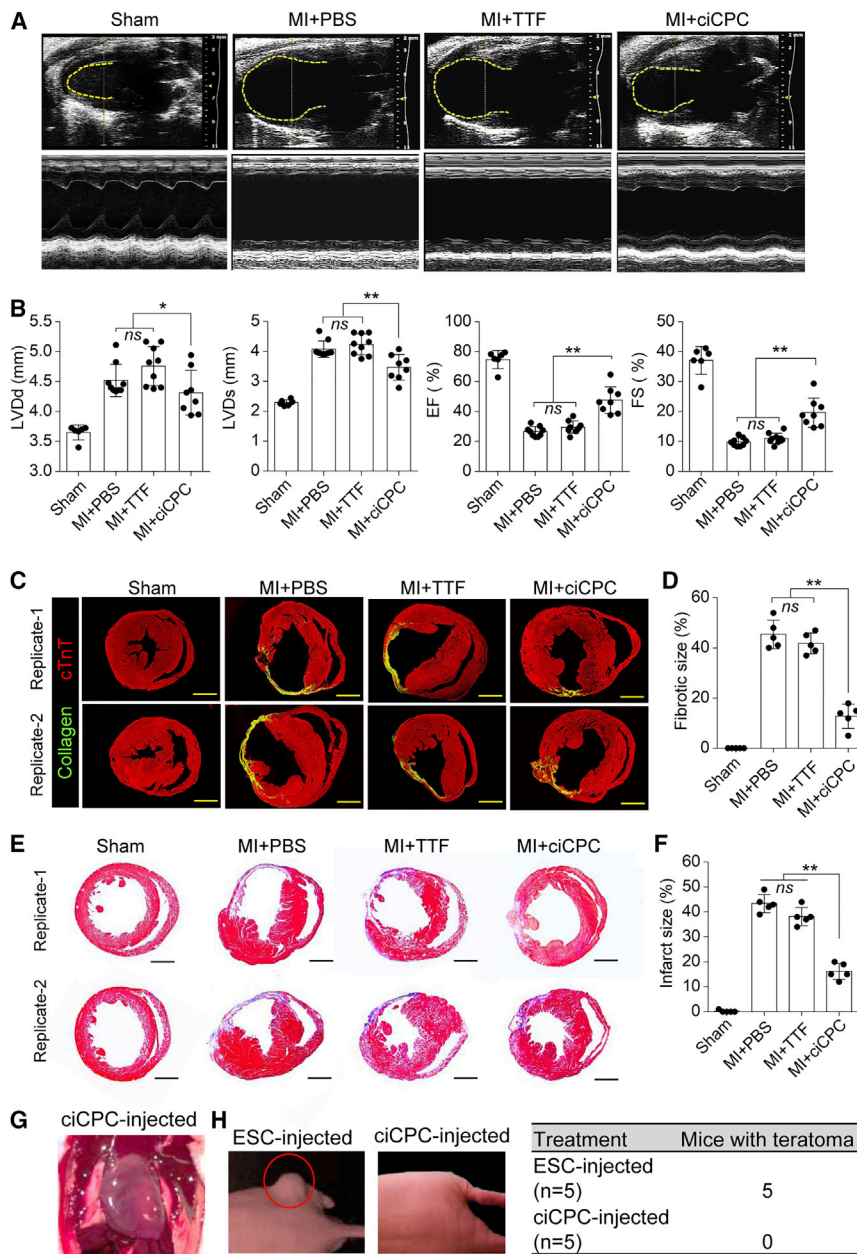 A
Sham
MI+PBS
MI+TTF
MI+ciCPC
B
LVDd (mm)
5.5
5.0
4.5
4.0
3.5
3.0
*
ns
Sham
MI+PBS
MI+TTF
MI+ciCPC
LVDs (mm)
5
4
3
2
1
0
**
ns
Sham
MI+PBS
MI+TTF
MI+ciCPC
EF ( %)
100
80
60
40
20
0
**
ns
Sham
MI+PBS
MI+TTF
MI+ciCPC
FS ( %)
50
40
30
20
10
0
**
ns
Sham
MI+PBS
MI+TTF
MI+ciCPC
C
Sham
MI+PBS
MI+TTF
MI+ciCPC
Replicate-1
Replicate-2
Collagen
cTnT
D
Fibrotic size (%)
60
40
20
0
**
ns
Sham
MI+PBS
MI+TTF
MI+ciCPC
E
Sham
MI+PBS
MI+TTF
MI+ciCPC
Replicate-1
Replicate-2
F
Infarct size (%)
60
50
40
30
20
10
0
**
ns
Sham
MI+PBS
MI+TTF
MI+ciCPC
G
ciCPC-injected
H
ESC-injected
ciCPC-injected
Treatment Mice with teratoma
ESC-injected
(n=5) 5
ciCPC-injected
(n=5) 0